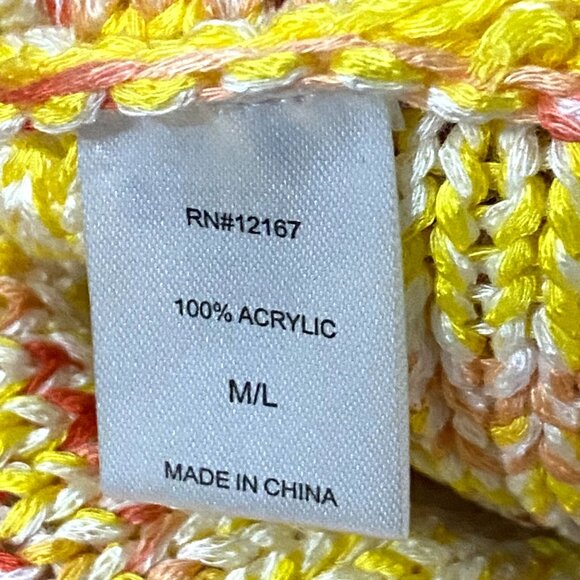 RN#12167
100% ACRYLIC
M/L
MADE IN CHINA